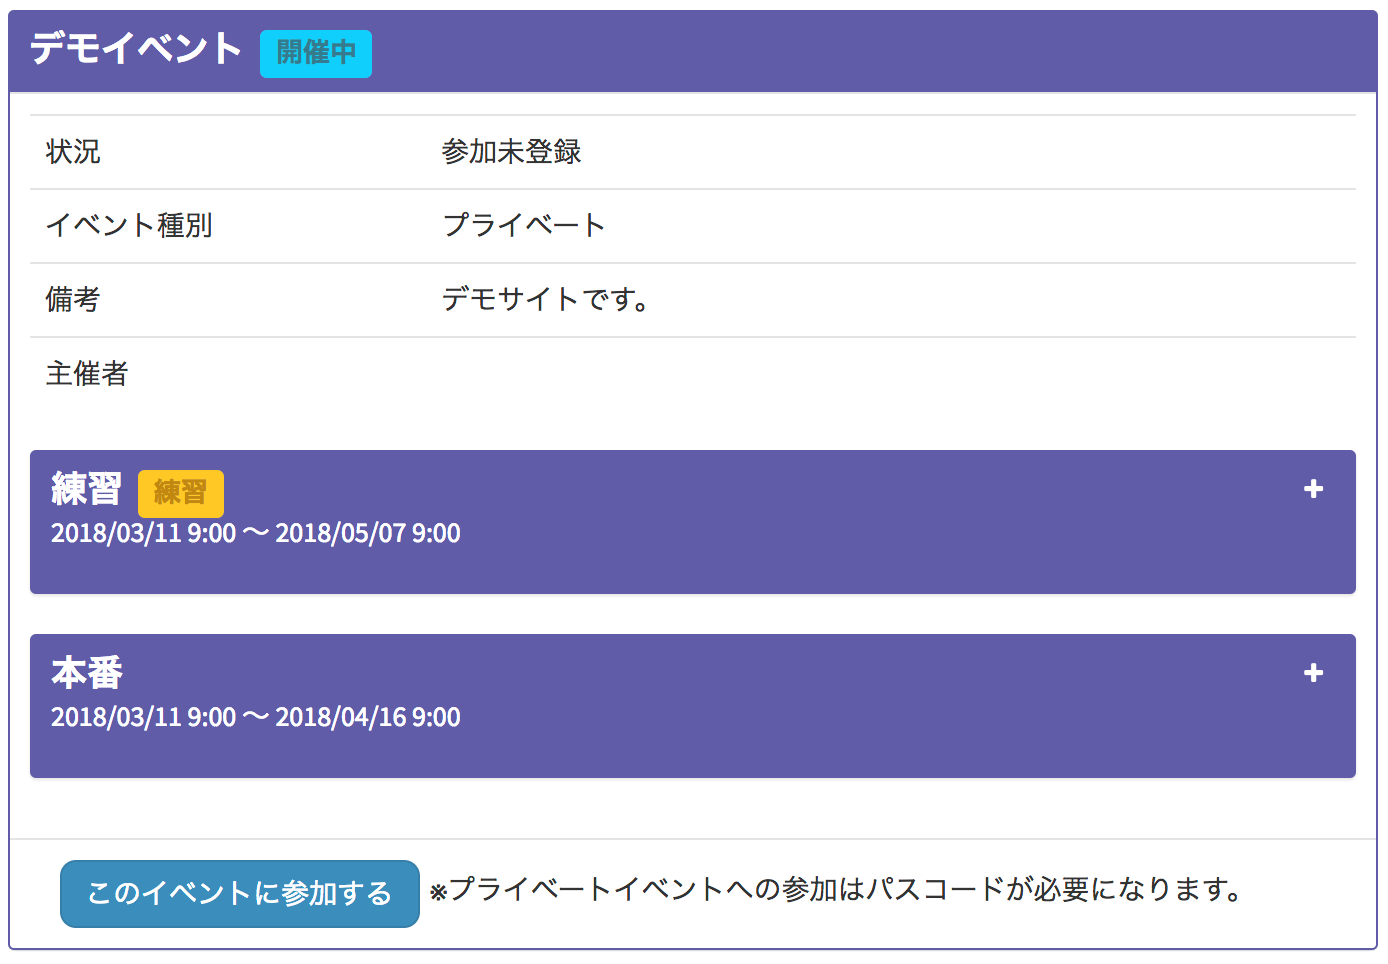 デモイベント 開催中
状況 参加未登録
イベント種別 プライベート
備考 デモサイトです。
主催者
練習 練習
2018/03/11 9:00 〜 2018/05/07 9:00
本番
2018/03/11 9:00 〜 2018/04/16 9:00
このイベントに参加する ※プライベートイベントへの参加はパスコードが必要になります。